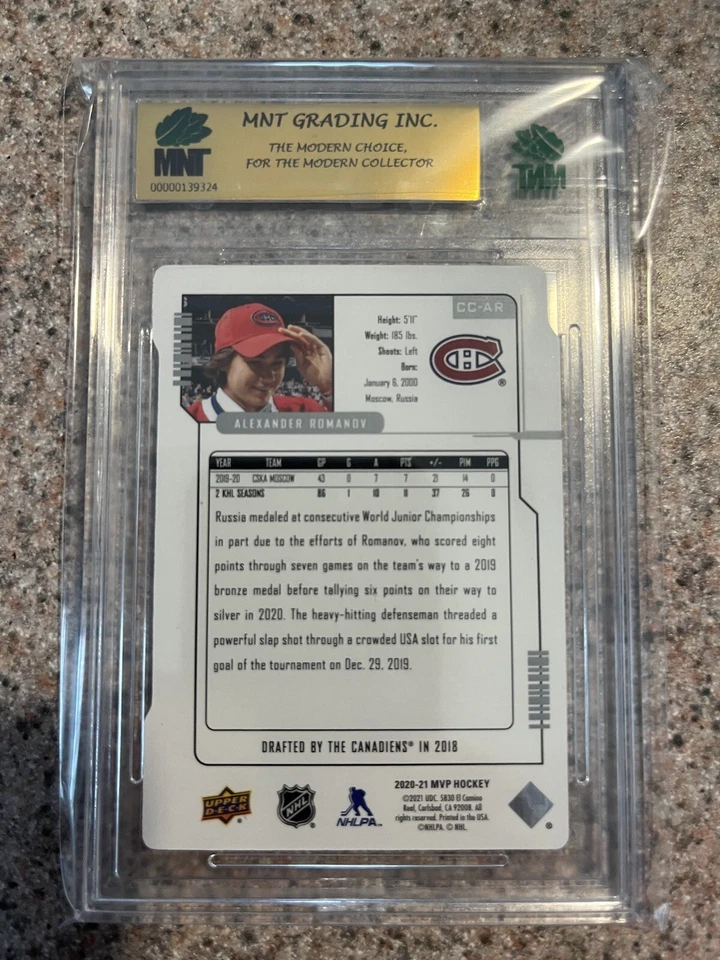 MNT GRADING INC.
THE MODERN CHOICE,
FOR THE MODERN COLLECTOR
MNT
00000139324
MNT
CC-AR
Height: 5'11"
Weight: 185 lbs.
Shoots: Left
Born:
January 6, 2000
Moscow, Russia
ALEXANDER ROMANOV
YEAR TEAM GP G A PTS +/- PIM PPG
2019-20 CSKA MOSCOW 43 0 7 7 21 14 0
2 KHL SEASONS 86 1 10 11 37 26 0
Russia medaled at consecutive World Junior Championships
in part due to the efforts of Romanov, who scored eight
points through seven games on the team's way to a 2019
bronze medal before tallying six points on their way to
silver in 2020. The heavy-hitting defenseman threaded a
powerful slap shot through a crowded USA slot for his first
goal of the tournament on Dec. 29, 2019.
DRAFTED BY THE CANADIENS® IN 2018
UPPER
DECK
NHL
NHLPA
2020-21 MVP HOCKEY
©2021 UDC. 5830 El Camino
Real, Carlsbad, CA 92008. All
rights reserved. Printed in the USA.
©NHLPA. © NHL.